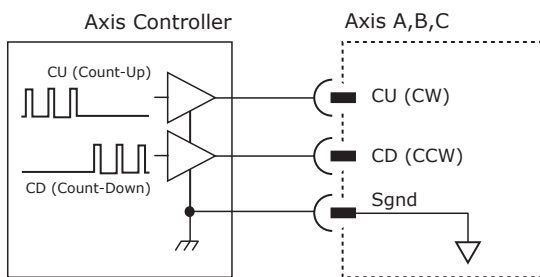 Axis Controller
Axis A,B,C
CU (Count-Up)
CU (CW)
CD (CCW)
CD (Count-Down)
Sgnd